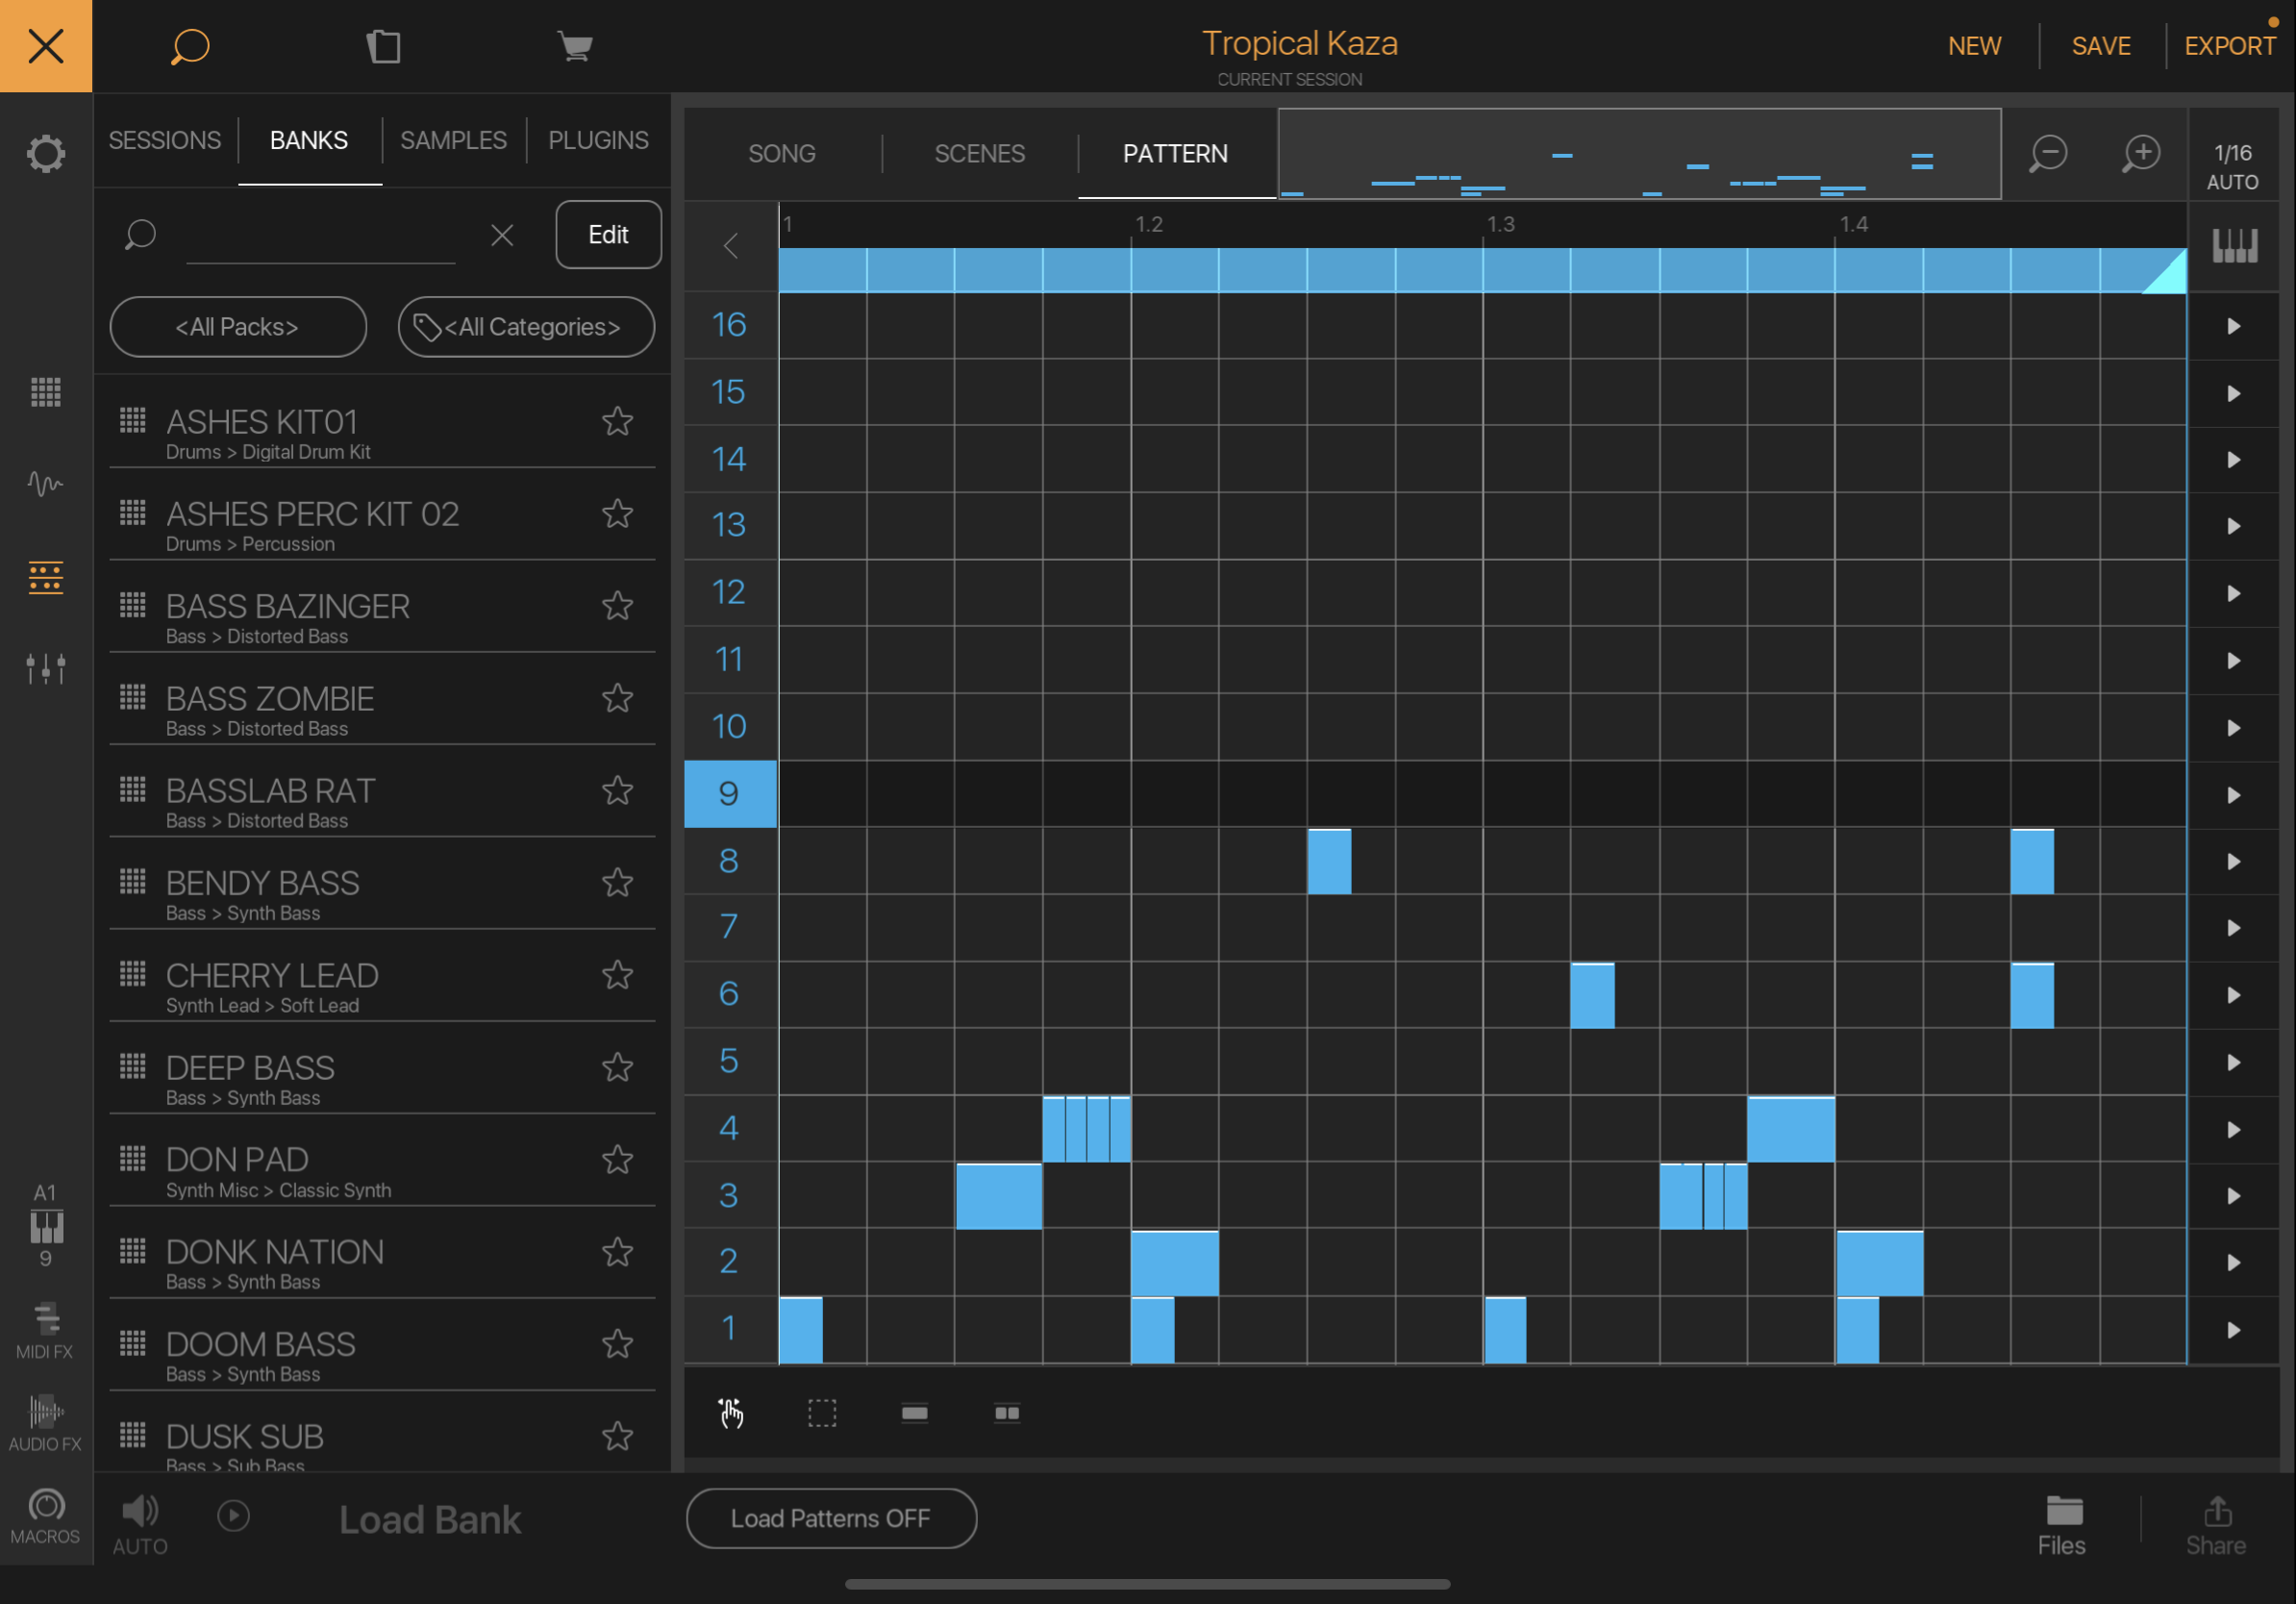 Tropical Kaza
CURRENT SESSION
NEW
SAVE
EXPORT
SESSIONS
BANKS
SAMPLES
PLUGINS
Edit
<All Packs>
<All Categories>
ASHES KIT01
Drums > Digital Drum Kit
ASHES PERC KIT 02
Drums > Percussion
BASS BAZINGER
Bass > Distorted Bass
BASS ZOMBIE
Bass > Distorted Bass
BASSLAB RAT
Bass > Distorted Bass
BENDY BASS
Bass > Synth Bass
CHERRY LEAD
Synth Lead > Soft Lead
DEEP BASS
Bass > Synth Bass
DON PAD
Synth Misc > Classic Synth
DONK NATION
Bass > Synth Bass
DOOM BASS
Bass > Synth Bass
DUSK SUB
Bass > Sub Bass
A1
9
MIDI FX
AUDIO FX
MACROS
AUTO
Load Bank
SONG
SCENES
PATTERN
1/16
AUTO
1
1.2
1.3
1.4
16
15
14
13
12
11
10
9
8
7
6
5
4
3
2
1
Load Patterns OFF
Files
Share